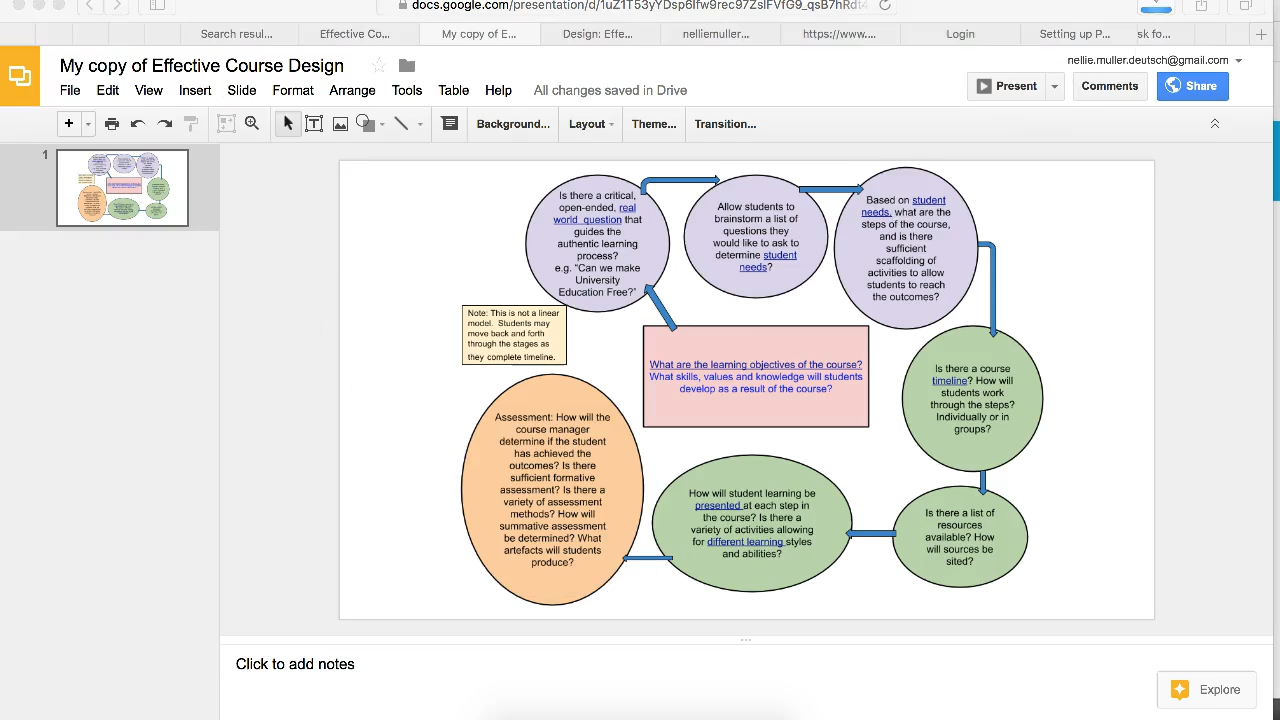 docs.google.com/presentation/d/1uZ1T53yYDsp6Ifw9rec97ZsIFVfG9_qsB7hRdt4
Search resul...
Effective Co...
My copy of E...
Design: Effe...
nelliemuller...
https://www....
Login
Setting up P...
sk fo...
My copy of Effective Course Design
nellie.muller.deutsch@gmail.com
File Edit View Insert Slide Format Arrange Tools Table Help All changes saved in Drive
Present
Comments
Share
Background...
Layout
Theme...
Transition...
1
Is there a critical,
open-ended, real
world question that
guides the
authentic learning
process?
e.g. “Can we make
University
Education Free?”
Allow students to
brainstorm a list of
questions they
would like to ask to
determine student
needs?
Based on student
needs, what are the
steps of the course,
and is there
sufficient
scaffolding of
activities to allow
students to reach
the outcomes?
Note: This is not a linear
model. Students may
move back and forth
through the stages as
they complete timeline.
What are the learning objectives of the course?
What skills, values and knowledge will students
develop as a result of the course?
Is there a course
timeline? How will
students work
through the steps?
Individually or in
groups?
Assessment: How will the
course manager
determine if the student
has achieved the
outcomes? Is there
sufficient formative
assessment? Is there a
variety of assessment
methods? How will
summative assessment
be determined? What
artefacts will students
produce?
How will student learning be
presented at each step in
the course? Is there a
variety of activities allowing
for different learning styles
and abilities?
Is there a list of
resources
available? How
will sources be
sited?
Click to add notes
Explore